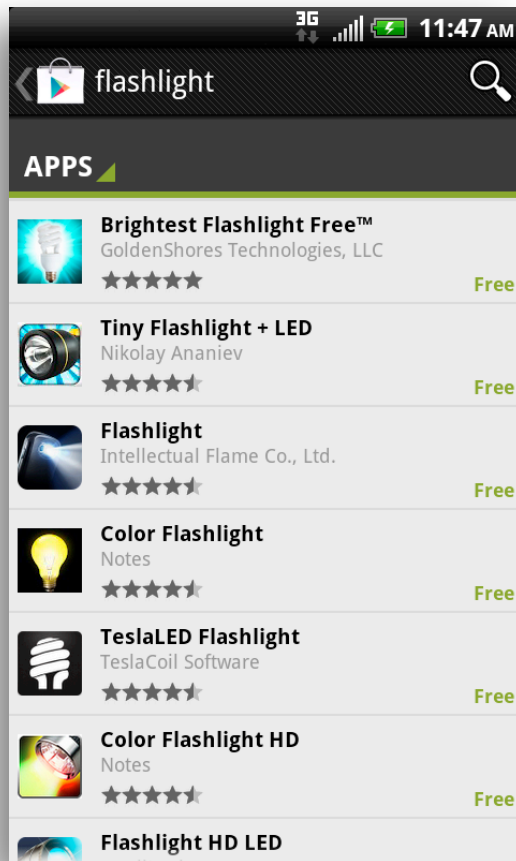 3G 11:47 AM
flashlight
APPS
Brightest Flashlight Free™
GoldenShores Technologies, LLC
Free
Tiny Flashlight + LED
Nikolay Ananiev
Free
Flashlight
Intellectual Flame Co., Ltd.
Free
Color Flashlight
Notes
Free
TeslaLED Flashlight
TeslaCoil Software
Free
Color Flashlight HD
Notes
Free
Flashlight HD LED